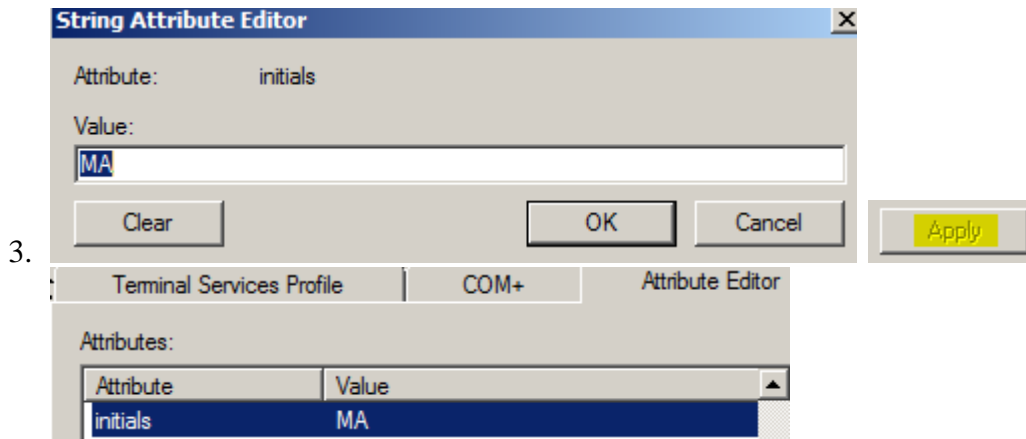 String Attribute Editor
Attribute: initials
Value:
MA
Clear OK Cancel
3. Apply
Terminal Services Profile COM+ Attribute Editor
Attributes:
Attribute Value
initials MA